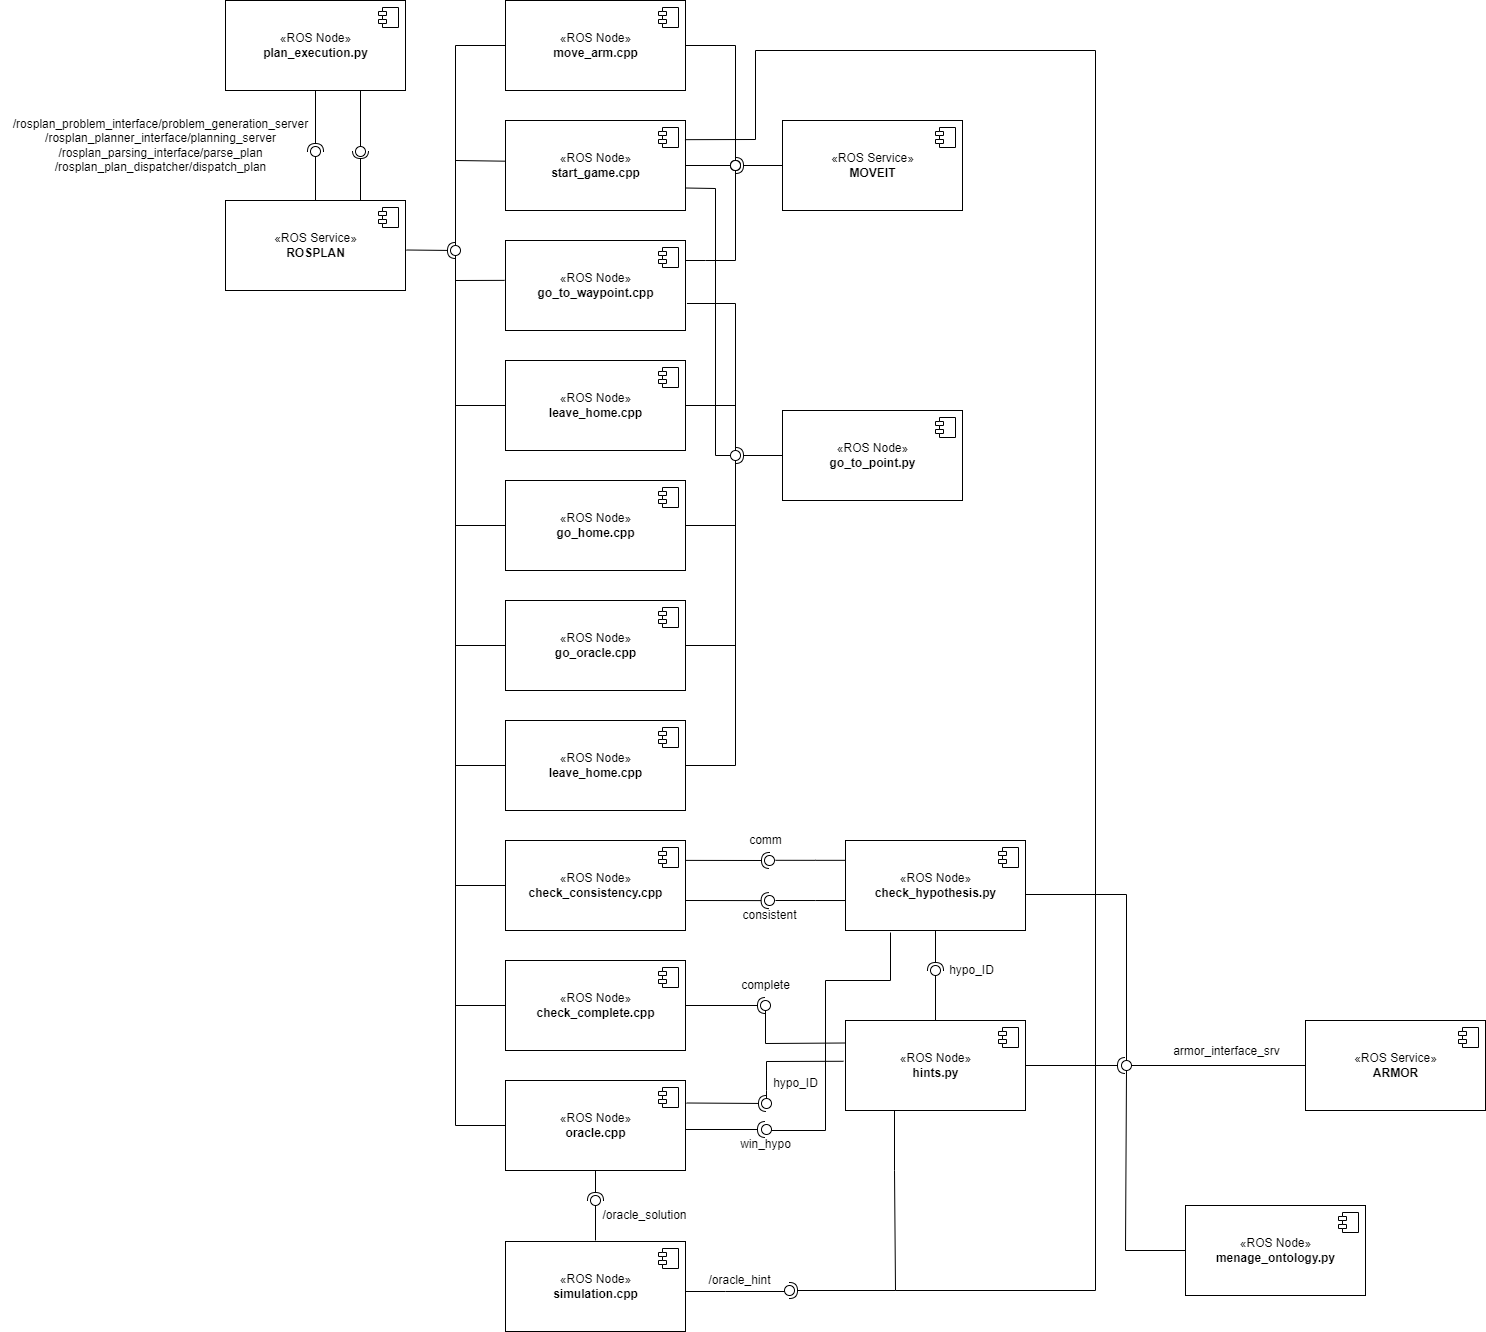 «ROS Node»
plan_execution.py
/rosplan_problem_interface/problem_generation_server
/rosplan_planner_interface/planning_server
/rosplan_parsing_interface/parse_plan
/rosplan_plan_dispatcher/dispatch_plan
«ROS Service»
ROSPLAN
«ROS Node»
move_arm.cpp
«ROS Node»
start_game.cpp
«ROS Service»
MOVEIT
«ROS Node»
go_to_waypoint.cpp
«ROS Node»
leave_home.cpp
«ROS Node»
go_to_point.py
«ROS Node»
go_home.cpp
«ROS Node»
go_oracle.cpp
«ROS Node»
leave_home.cpp
«ROS Node»
check_consistency.cpp
comm
consistent
«ROS Node»
check_hypothesis.py
hypo_ID
«ROS Node»
check_complete.cpp
complete
«ROS Node»
hints.py
armor_interface_srv
«ROS Service»
ARMOR
«ROS Node»
oracle.cpp
hypo_ID
win_hypo
/oracle_solution
«ROS Node»
menage_ontology.py
«ROS Node»
simulation.cpp
/oracle_hint